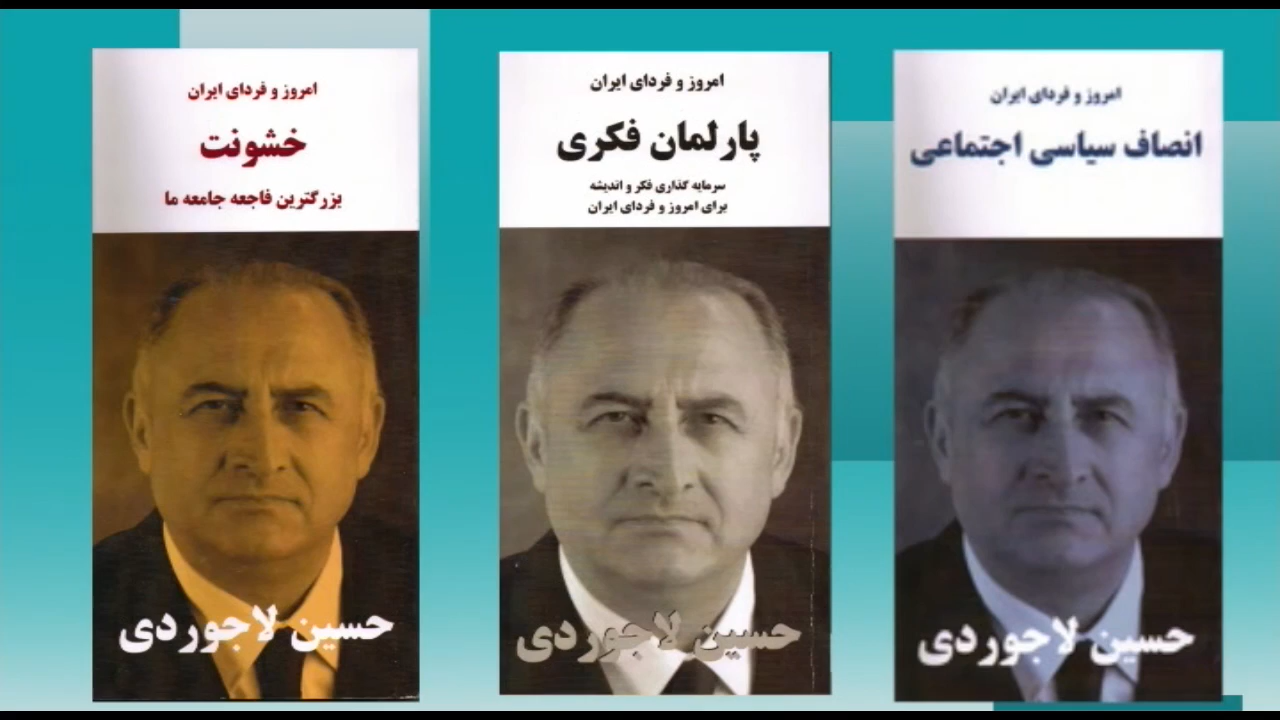 امروز و فردای ایران
خشونت
بزرگترین فاجعه جامعه ما
حسین لاجوردی
امروز و فردای ایران
پارلمان فکری
سرمایه گذاری فکر و اندیشه
برای امروز و فردای ایران
حسین لاجوردی
امروز و فردای ایران
انصاف سیاسی اجتماعی
حسین لاجوردی